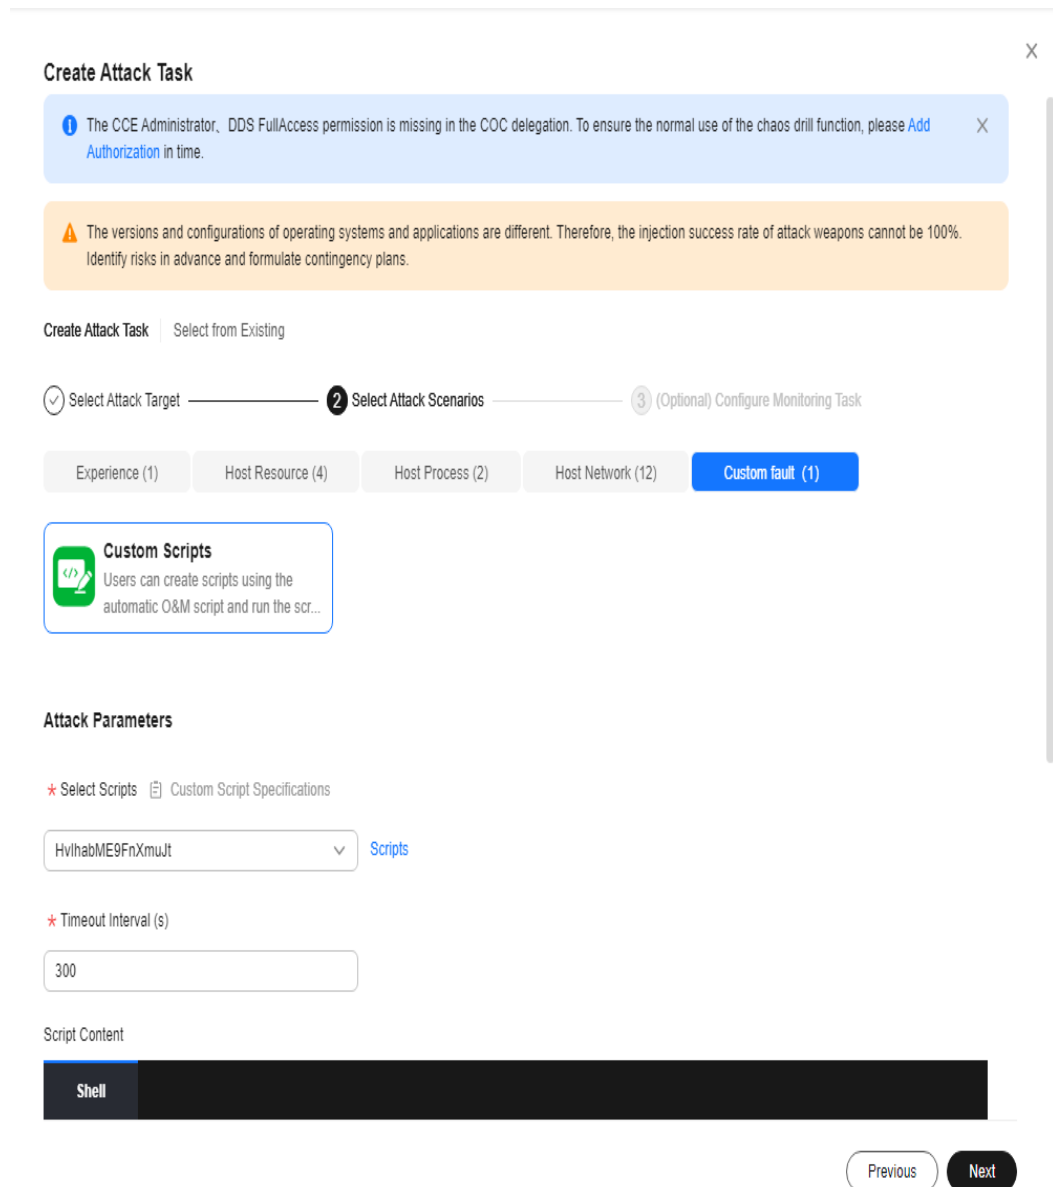 Create Attack Task
The CCE Administrator、DDS FullAccess permission is missing in the COC delegation. To ensure the normal use of the chaos drill function, please Add
Authorization in time.
The versions and configurations of operating systems and applications are different. Therefore, the injection success rate of attack weapons cannot be 100%.
Identify risks in advance and formulate contingency plans.
Create Attack Task Select from Existing
Select Attack Target 2 Select Attack Scenarios 3 (Optional) Configure Monitoring Task
Experience (1) Host Resource (4) Host Process (2) Host Network (12) Custom fault (1)
Custom Scripts
Users can create scripts using the
automatic O&M script and run the scr...
Attack Parameters
* Select Scripts Custom Script Specifications
HvlhabME9FnXmuJt Scripts
* Timeout Interval (s)
300
Script Content
Shell
Previous Next